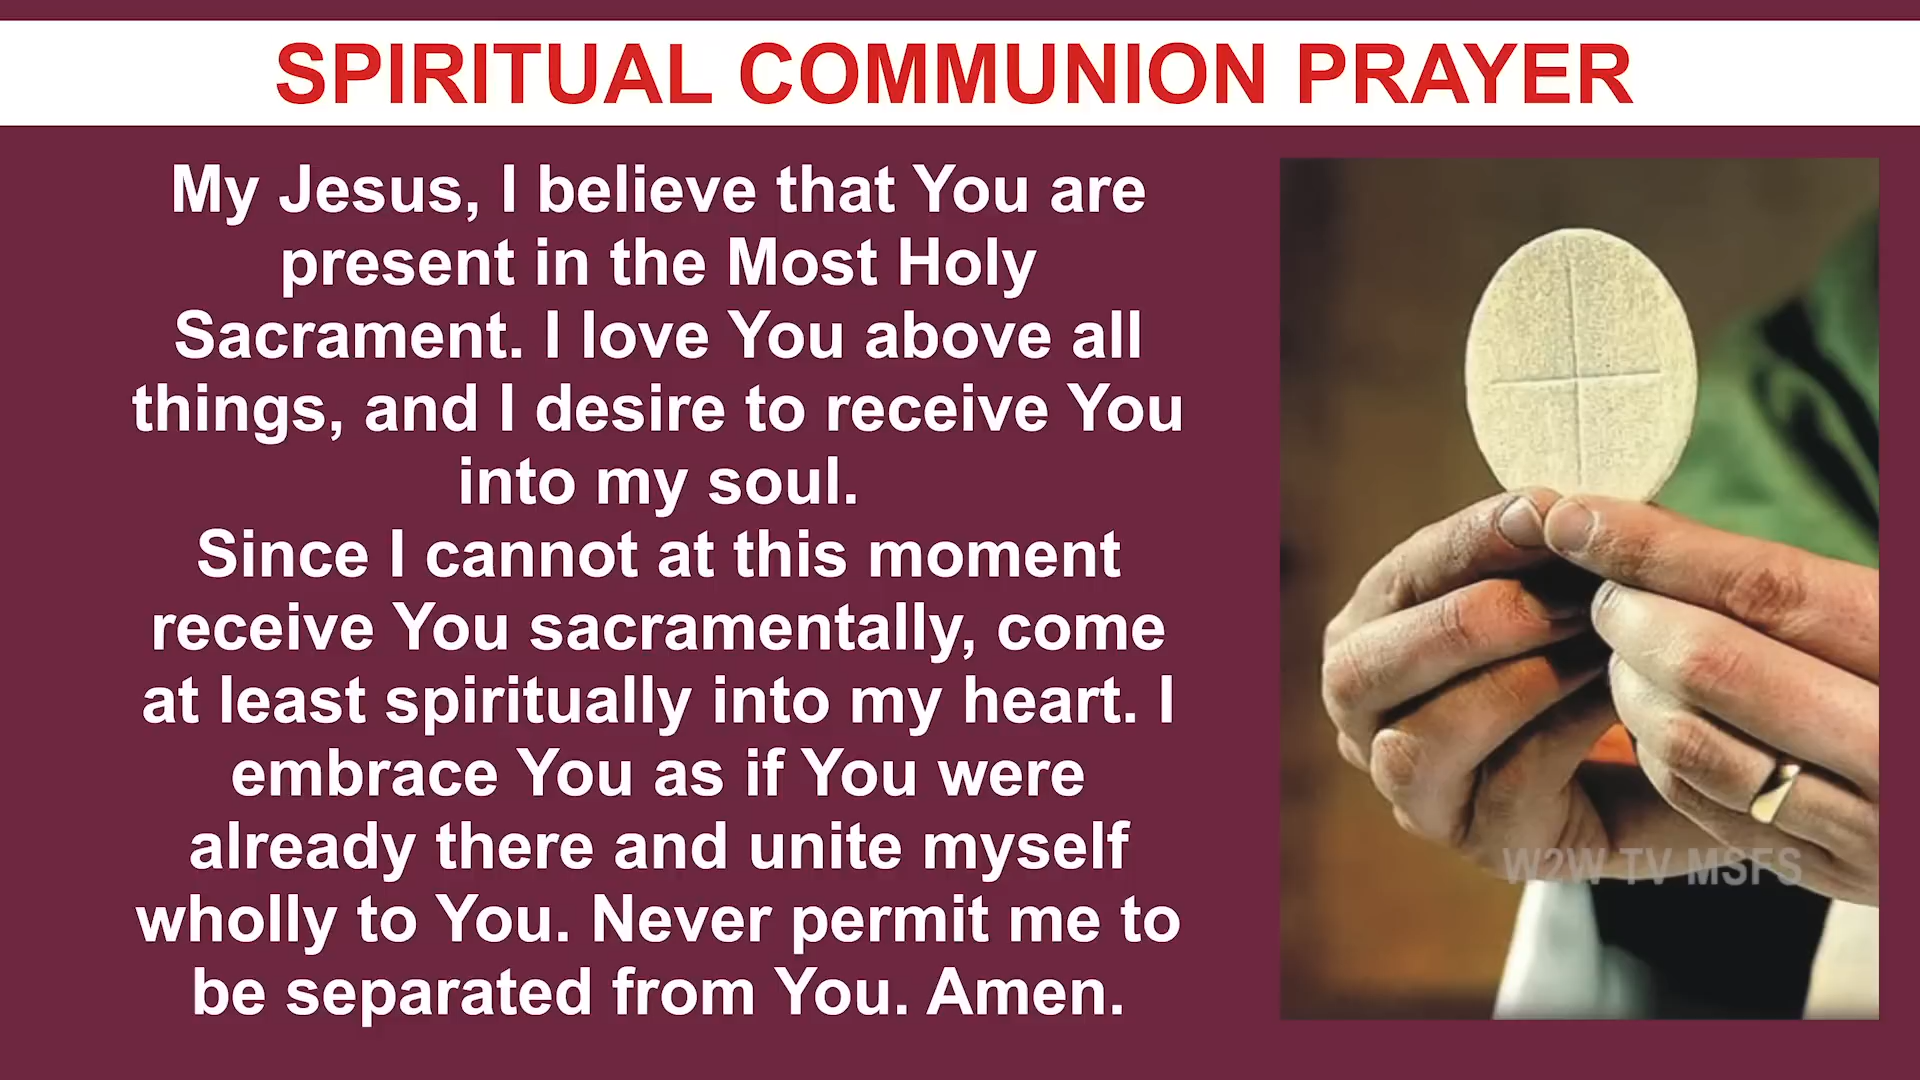 SPIRITUAL COMMUNION PRAYER
My Jesus, I believe that You are
present in the Most Holy
Sacrament. I love You above all
things, and I desire to receive You
into my soul.
Since I cannot at this moment
receive You sacramentally, come
at least spiritually into my heart. I
embrace You as if You were
already there and unite myself
wholly to You. Never permit me to
be separated from You. Amen.
W2W TV MSFS